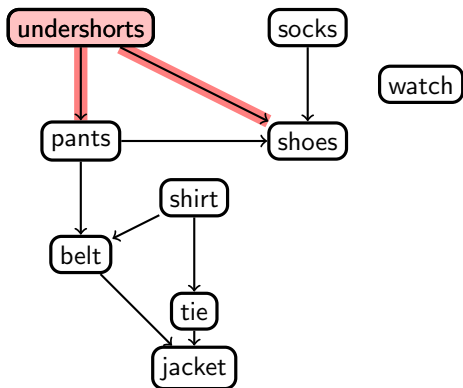 undershorts
socks
watch
pants
shoes
shirt
belt
tie
jacket